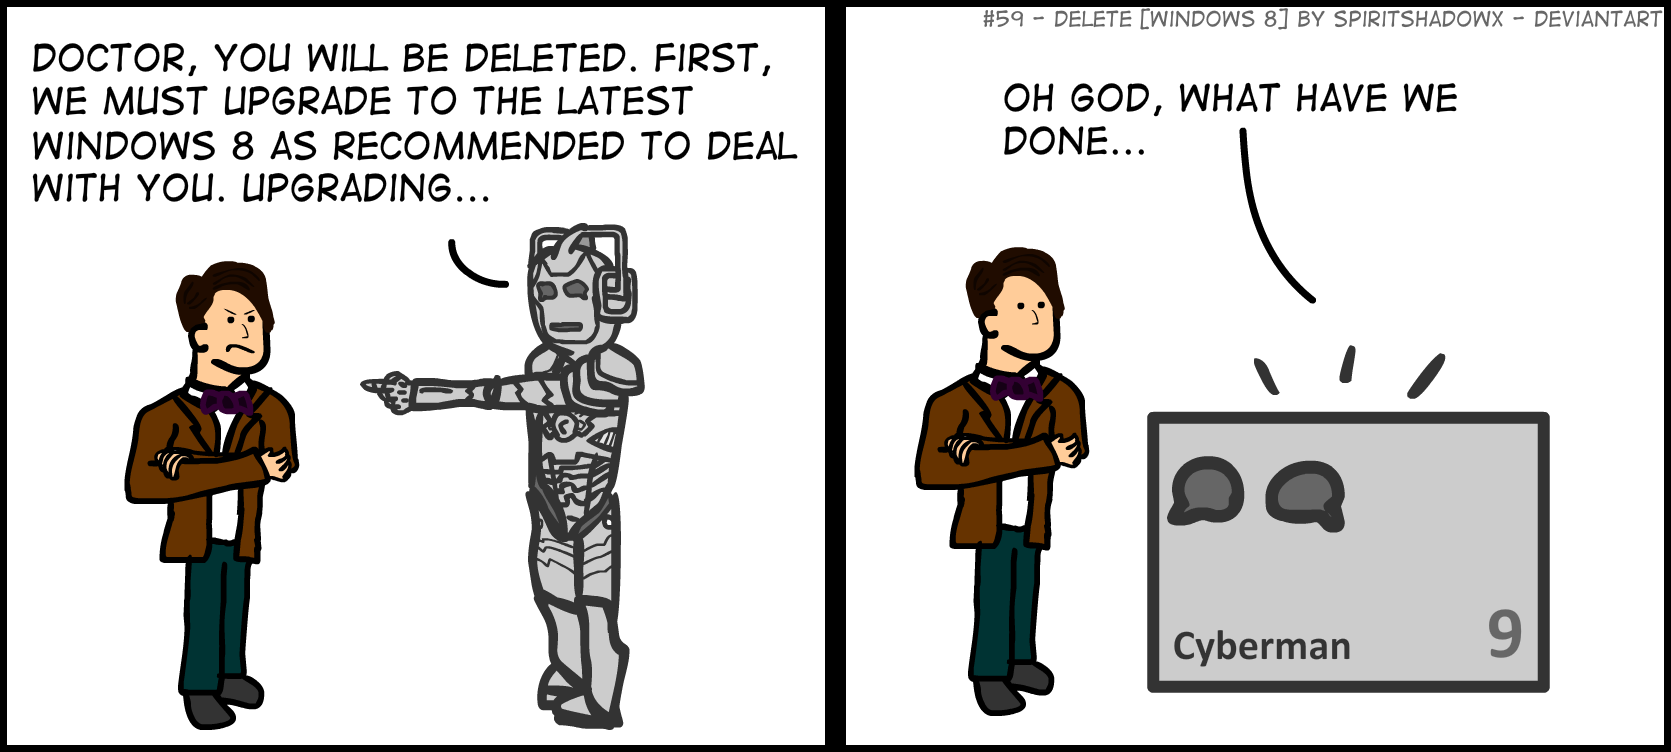 DOCTOR, YOU WILL BE DELETED. FIRST,
WE MUST UPGRADE TO THE LATEST
WINDOWS 8 AS RECOMMENDED TO DEAL
WITH YOU. UPGRADING...
#59 - DELETE [WINDOWS 8] BY SPIRITSHADOWX - DEVIANTART
OH GOD, WHAT HAVE WE
DONE...
Cyberman 9